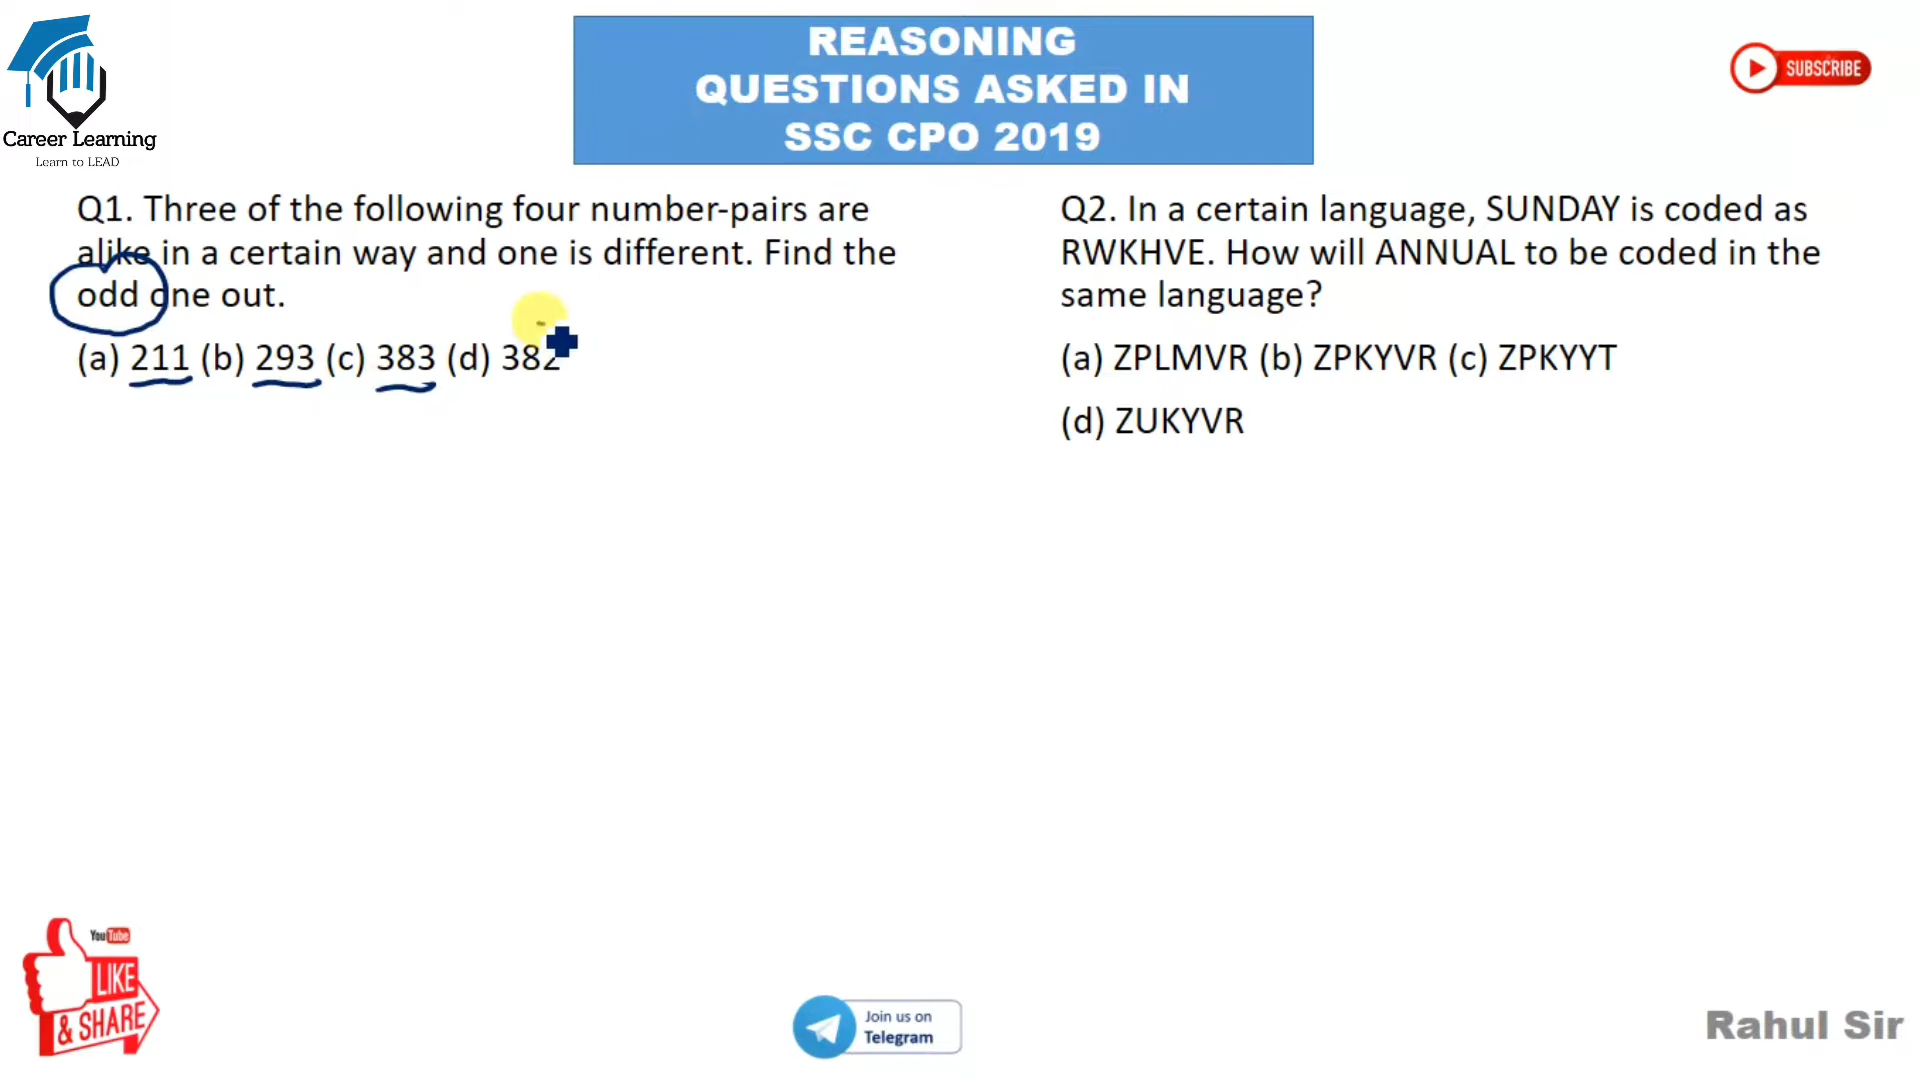 Career Learning
Learn to LEAD
REASONING
QUESTIONS ASKED IN
SSC CPO 2019
SUBSCRIBE
Q1. Three of the following four number-pairs are
alike in a certain way and one is different. Find the
odd one out.
(a) 211 (b) 293 (c) 383 (d) 382
Q2. In a certain language, SUNDAY is coded as
RWKHVE. How will ANNUAL to be coded in the
same language?
(a) ZPLMVR (b) ZPKYVR (c) ZPKYYT
(d) ZUKYVR
YouTube
LIKE
& SHARE
Join us on
Telegram
Rahul Sir